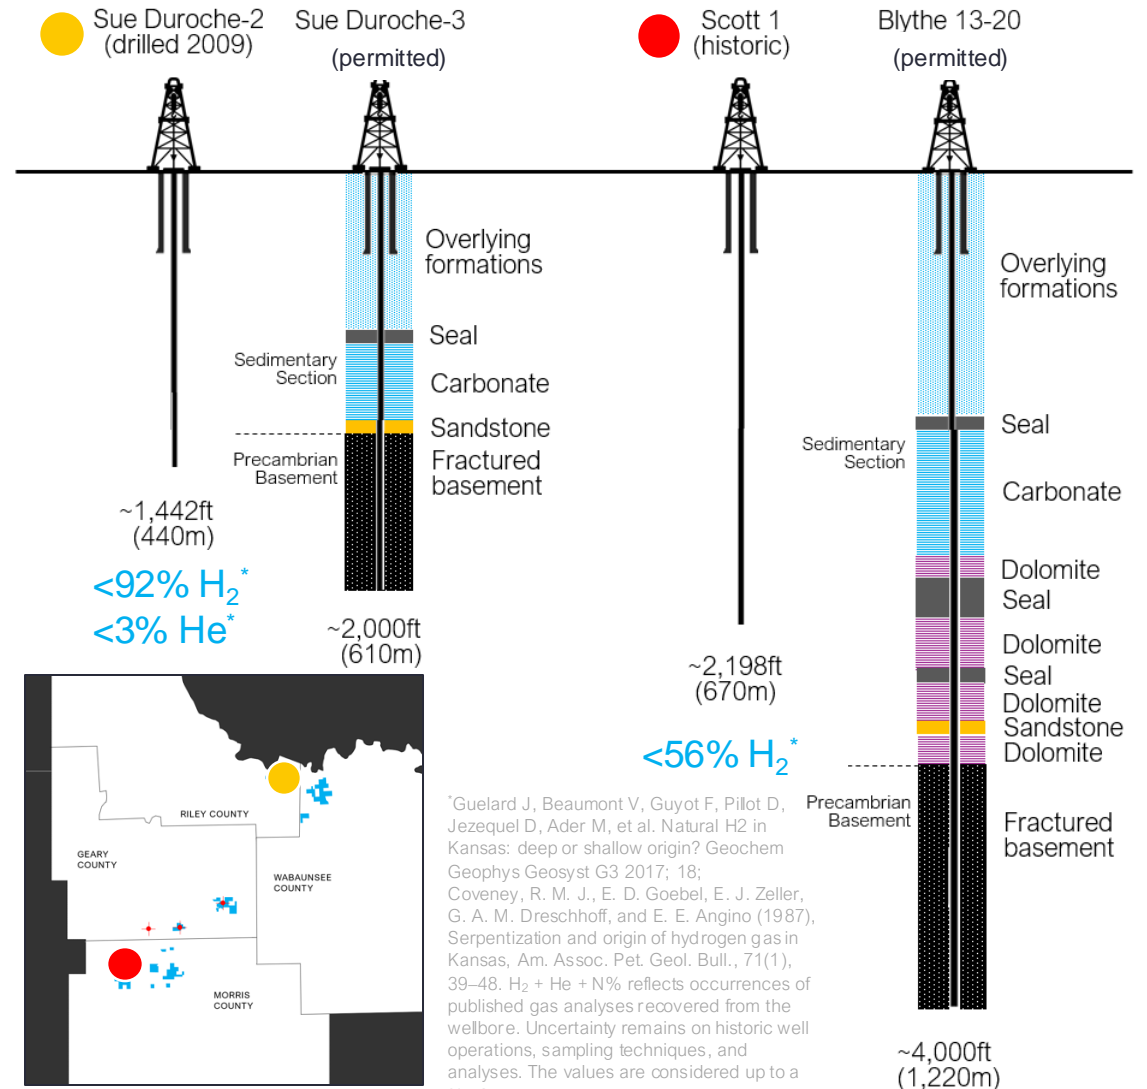 Sue Duroche-2
(drilled 2009)
Sue Duroche-3
(permitted)
Scott 1
(historic)
Blythe 13-20
(permitted)
Overlying
formations
Seal
Sedimentary
Section
Carbonate
Sandstone
Precambrian
Basement
Fractured
basement
~1,442ft
(440m)
<92% H₂*
<3% He*
~2,000ft
(610m)
~2,198ft
(670m)
<56% H₂*
Overlying
formations
Seal
Sedimentary
Section
Carbonate
Dolomite
Seal
Dolomite
Seal
Dolomite
Sandstone
Dolomite
Precambrian
Basement
Fractured
basement
~4,000ft
(1,220m)
RILEY COUNTY
GEARY
COUNTY
WABAUNSEE
COUNTY
MORRIS
COUNTY
*Guelard J, Beaumont V, Guyot F, Pillot D,
Jezequel D, Ader M, et al. Natural H2 in
Kansas: deep or shallow origin? Geochem
Geophys Geosyst G3 2017; 18;
Coveney, R. M. J., E. D. Goebel, E. J. Zeller,
G. A. M. Dreschhoff, and E. E. Angino (1987),
Serpentization and origin of hydrogen gas in
Kansas, Am. Assoc. Pet. Geol. Bull., 71(1),
39–48. H₂ + He + N% reflects occurrences of
published gas analyses recovered from the
wellbore. Uncertainty remains on historic well
operations, sampling techniques, and
analyses. The values are considered up to a